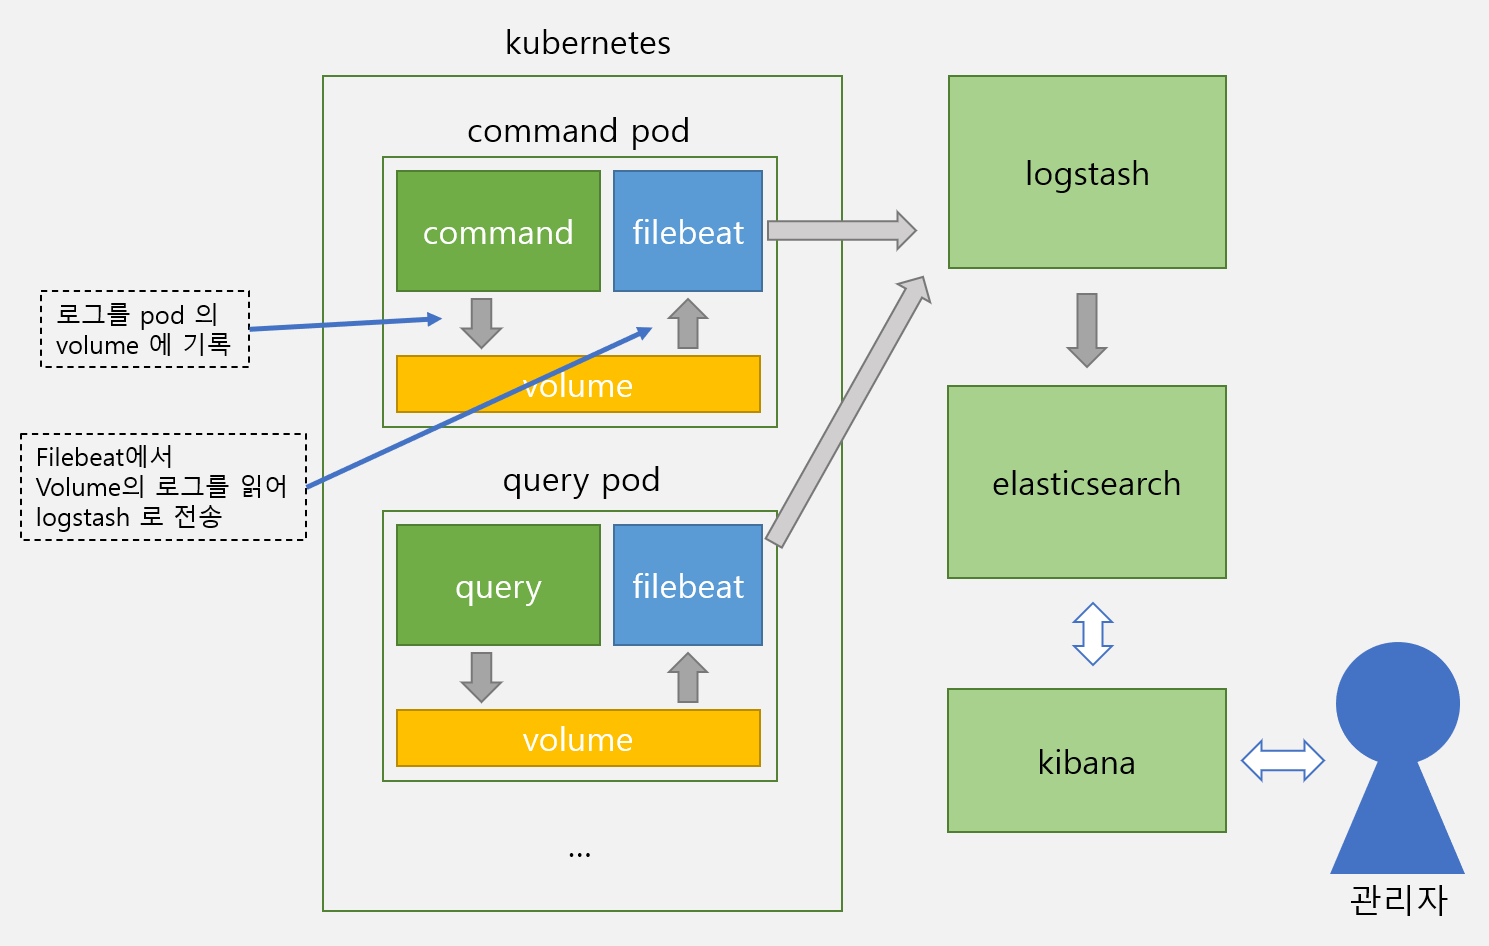 kubernetes
command pod
command
filebeat
volume
로그를 pod 의
volume 에 기록
Filebeat에서
Volume의 로그를 읽어
logstash 로 전송
query pod
query
filebeat
volume
...
logstash
elasticsearch
kibana
관리자